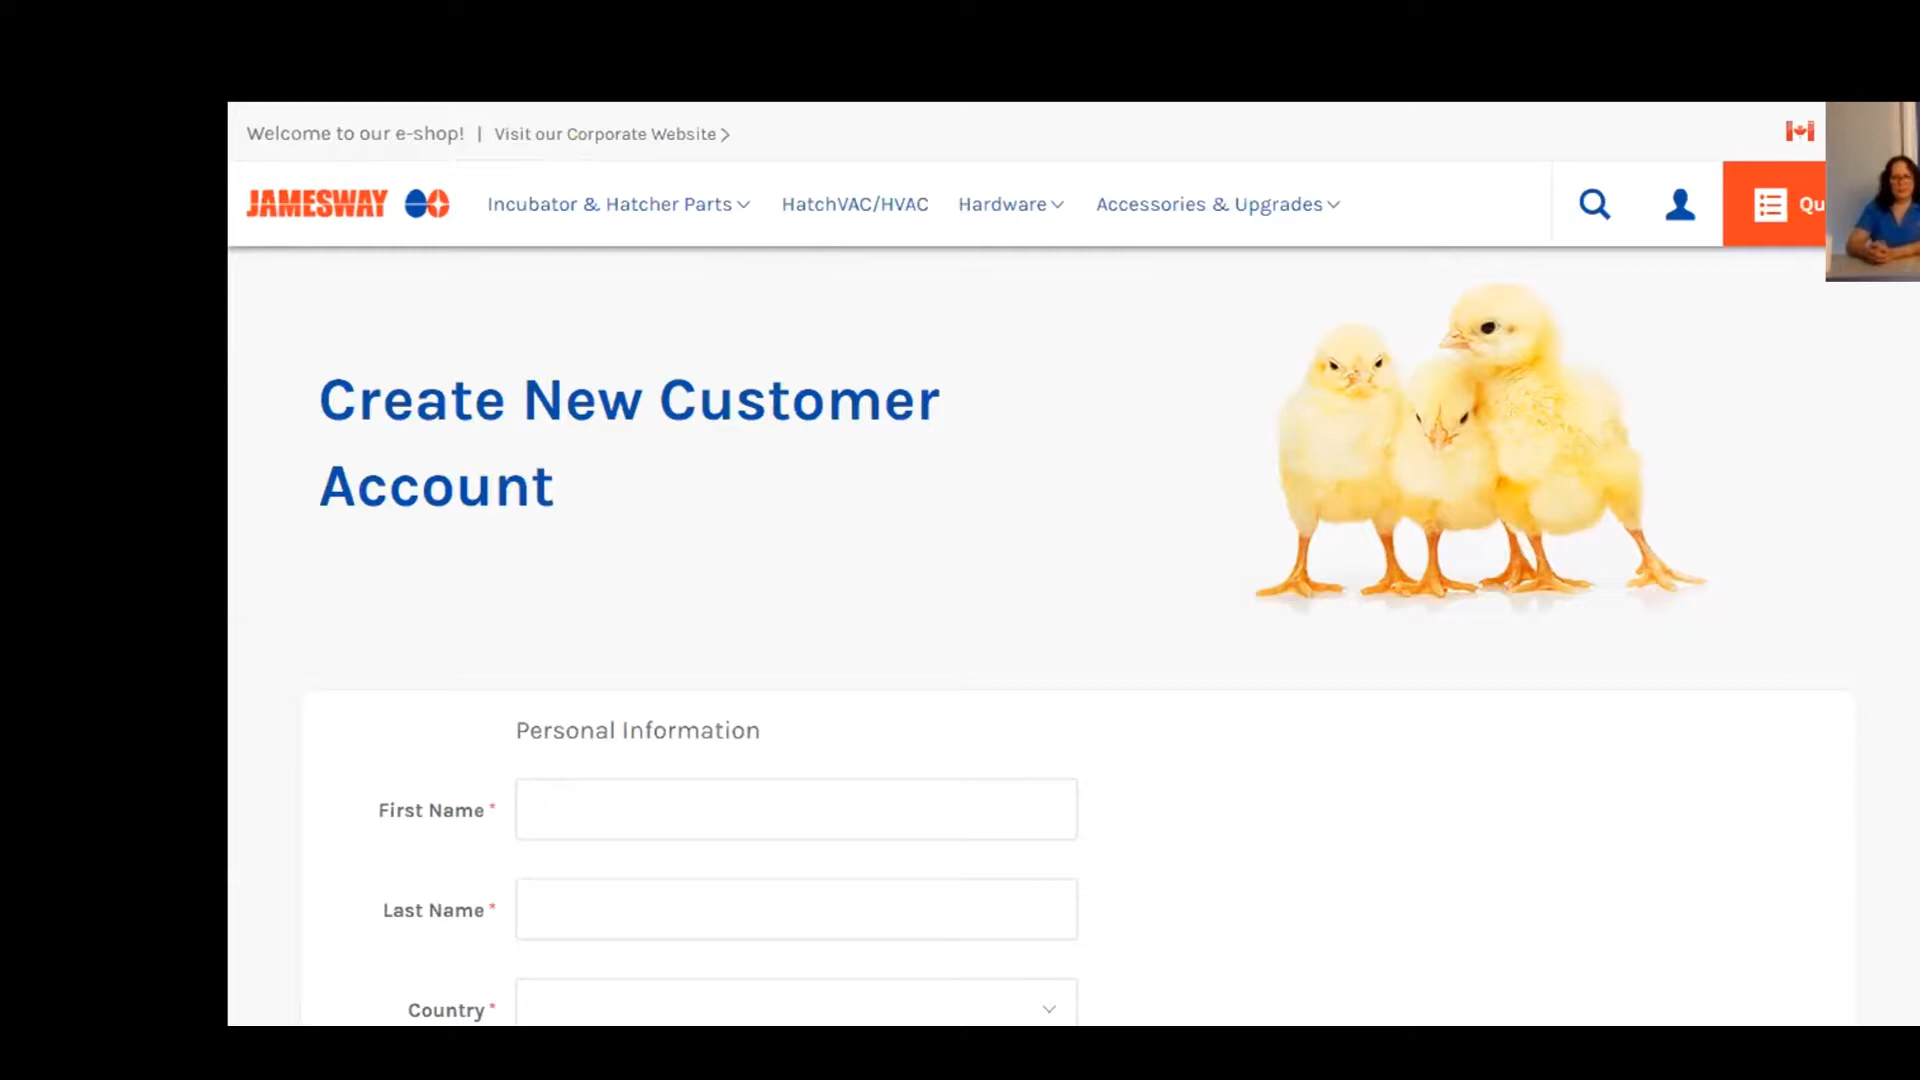 Welcome to our e-shop! | Visit our Corporate Website >
JAMESWAY Incubator & Hatcher Parts HatchVAC/HVAC Hardware Accessories & Upgrades Qu
Create New Customer
Account
Personal Information
First Name *
Last Name *
Country *